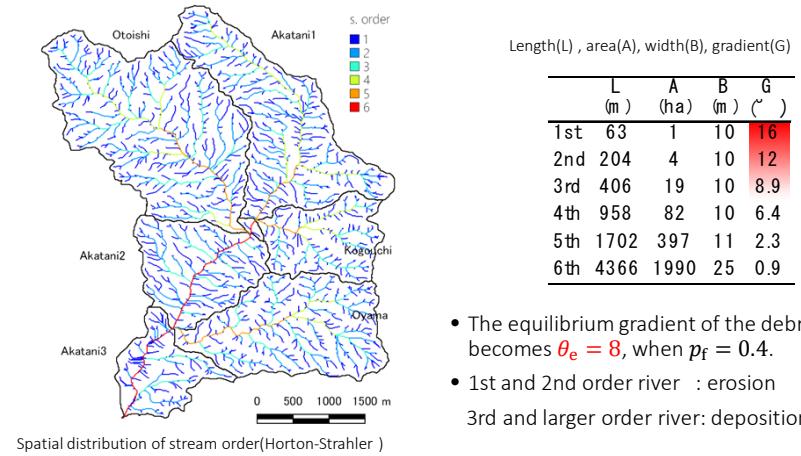 s. order
1
2
3
4
5
6
Otoishi
Akatani1
Akatani2
Kogouchi
Oyama
Akatani3
0 500 1000 1500 m
Spatial distribution of stream order(Horton-Strahler )
Length(L) , area(A), width(B), gradient(G)
L A B G
(m) (ha) (m) (˘)
1st 63 1 10 16
2nd 204 4 10 12
3rd 406 19 10 8.9
4th 958 82 10 6.4
5th 1702 397 11 2.3
6th 4366 1990 25 0.9
• The equilibrium gradient of the debr
becomes θe = 8, when pf = 0.4.
• 1st and 2nd order river : erosion
3rd and larger order river: deposition